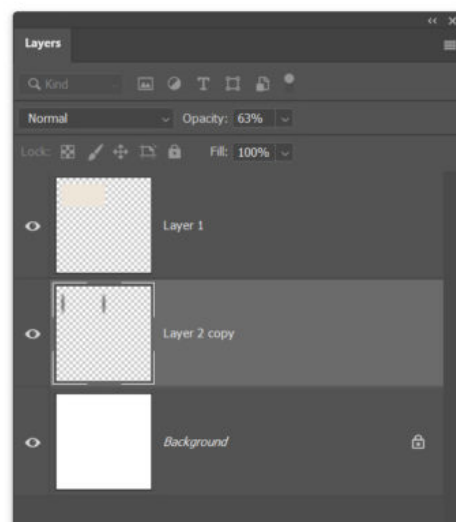 Layers
Kind
Normal Opacity: 63%
Lock: Fill: 100%
Layer 1
Layer 2 copy
Background